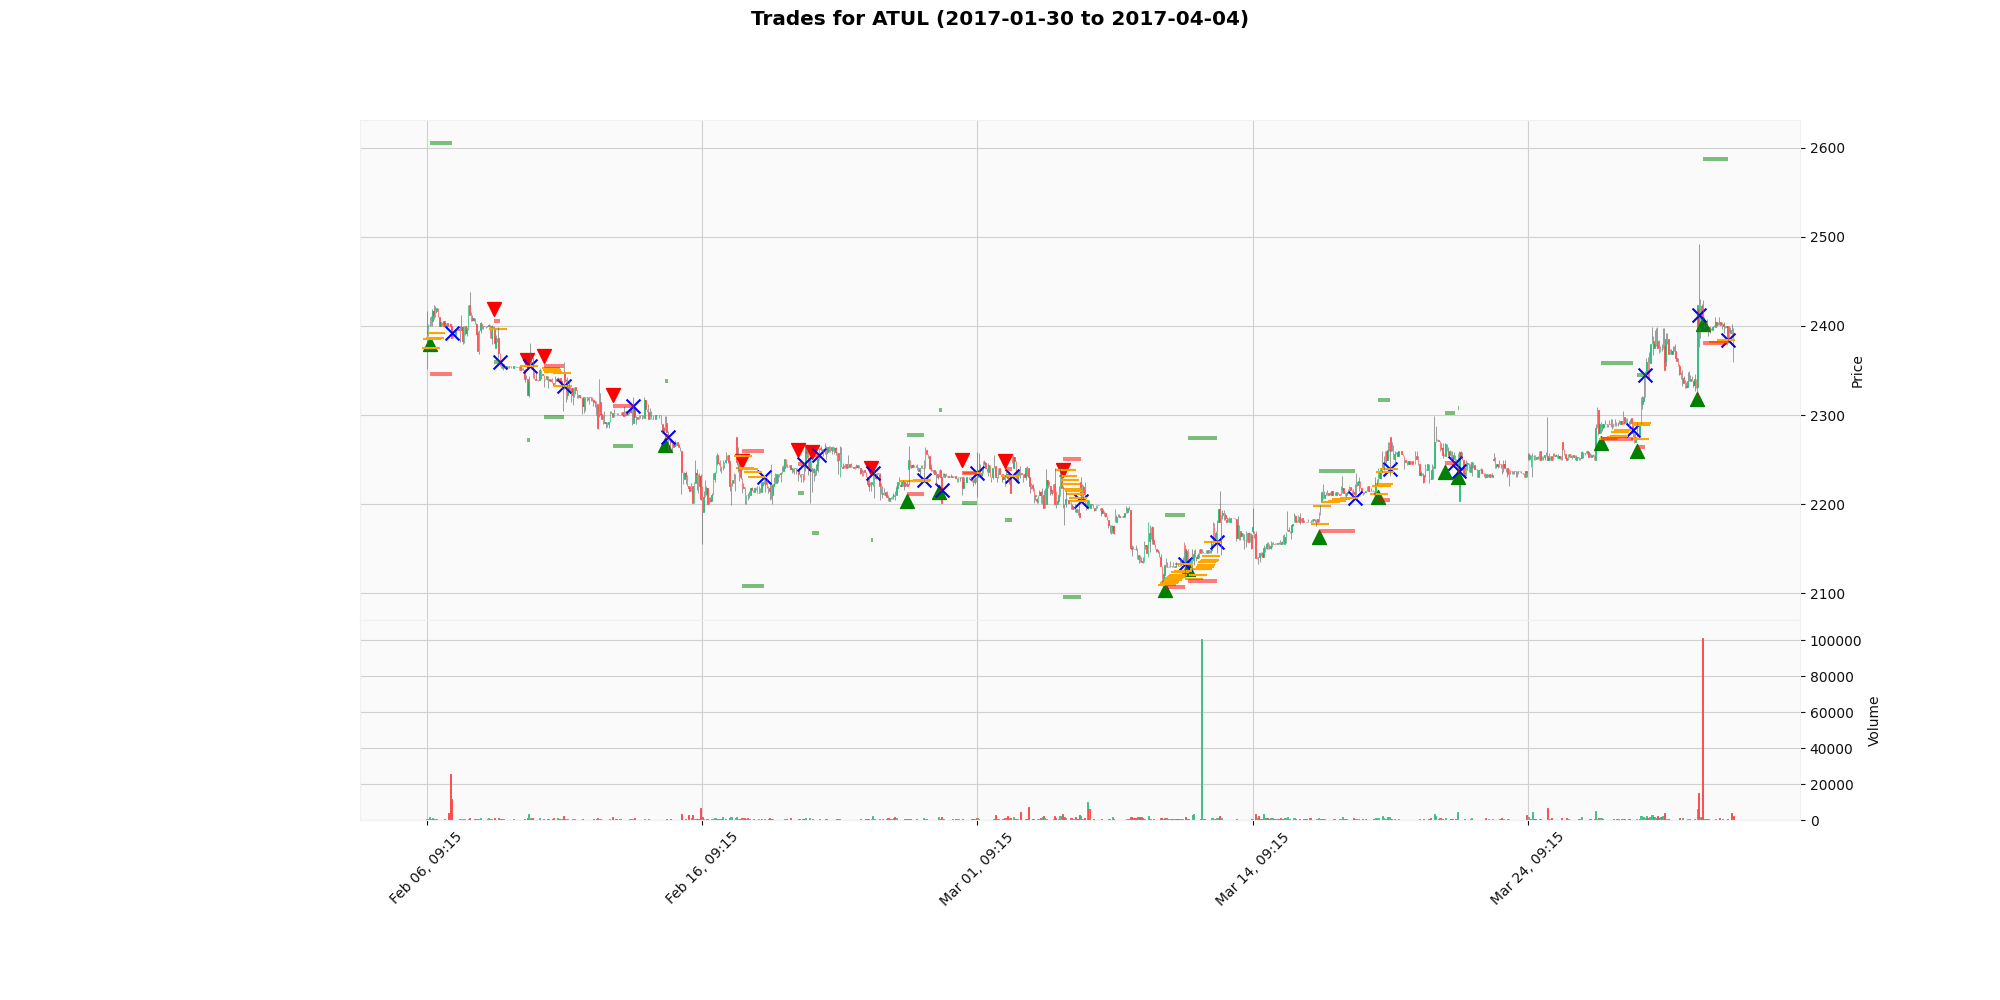 Trades for ATUL (2017-01-30 to 2017-04-04)
2600
2500
2400
2300
2200
2100
Price
100000
80000
60000
40000
20000
0
Volume
Feb 06, 09:15
Feb 16, 09:15
Mar 01, 09:15
Mar 14, 09:15
Mar 24, 09:15